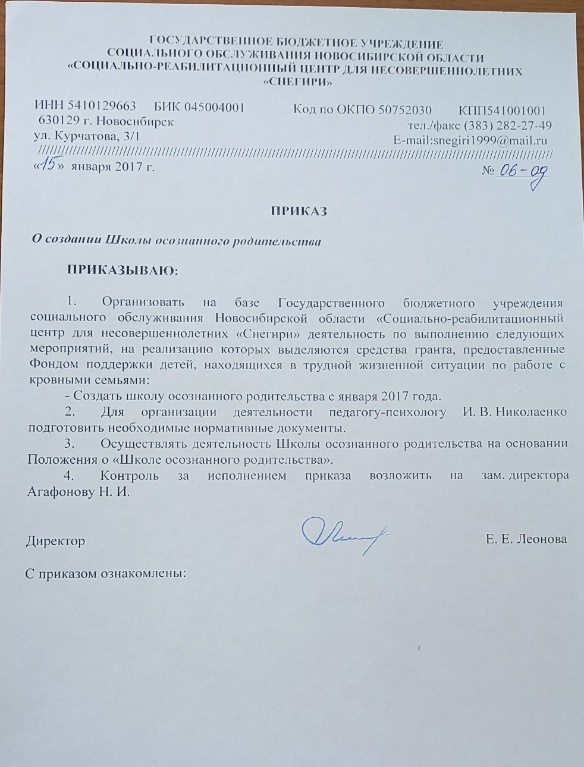 ГОСУДАРСТВЕННОЕ БЮДЖЕТНОЕ УЧРЕЖДЕНИЕ
СОЦИАЛЬНОГО ОБСЛУЖИВАНИЯ НОВОСИБИРСКОЙ ОБЛАСТИ
«СОЦИАЛЬНО-РЕАБИЛИТАЦИОННЫЙ ЦЕНТР ДЛЯ НЕСОВЕРШЕННОЛЕТНИХ
«СНЕГИРИ»
ИНН 5410129663 БИК 045004001 Код по ОКПО 50752030 КПП541001001
630129 г. Новосибирск тел./факс (383) 282-27-49
ул. Курчатова, 3/1 E-mail:snegiri1999@mail.ru
«15» января 2017 г. № 06-од
ПРИКАЗ
О создании Школы осознанного родительства
ПРИКАЗЫВАЮ:
1. Организовать на базе Государственного бюджетного учреждения
социального обслуживания Новосибирской области «Социально-реабилитационный
центр для несовершеннолетних «Снегири» деятельность по выполнению следующих
мероприятий, на реализацию которых выделяются средства гранта, предоставленные
Фондом поддержки детей, находящихся в трудной жизненной ситуации по работе с
кровными семьями:
- Создать школу осознанного родительства с января 2017 года.
2. Для организации деятельности педагогу-психологу И. В. Николаенко
подготовить необходимые нормативные документы.
3. Осуществлять деятельность Школы осознанного родительства на основании
Положения о «Школе осознанного родительства».
4. Контроль за исполнением приказа возложить на зам. директора
Агафонову Н. И.
Директор Е. Е. Леонова
С приказом ознакомлены: